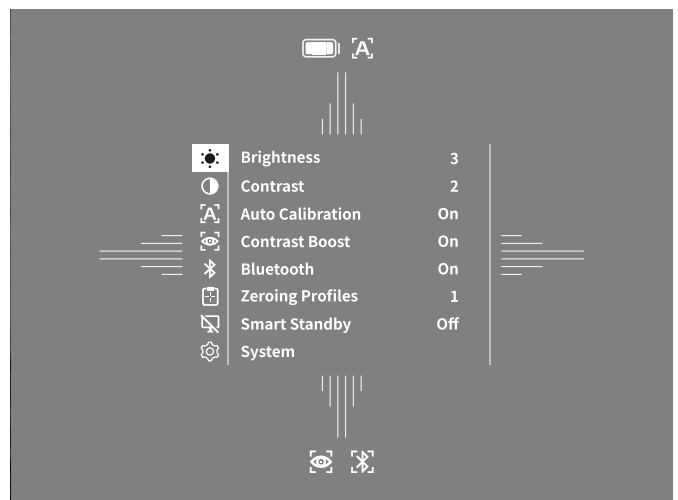 A
Brightness 3
Contrast 2
A Auto Calibration On
Contrast Boost On
Bluetooth On
Zeroing Profiles 1
Smart Standby Off
System